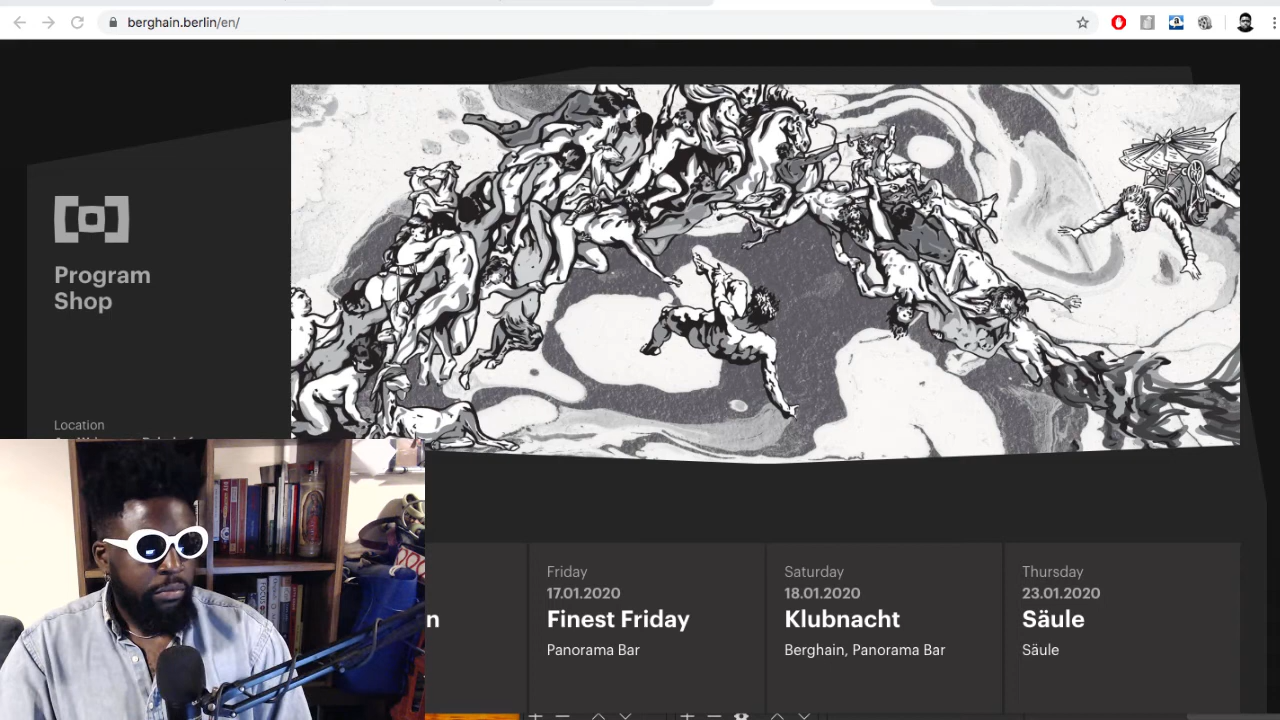 berghain.berlin/en/
Program
Shop
Location
n
Friday
17.01.2020
Finest Friday
Panorama Bar
Saturday
18.01.2020
Klubnacht
Berghain, Panorama Bar
Thursday
23.01.2020
Säule
Säule